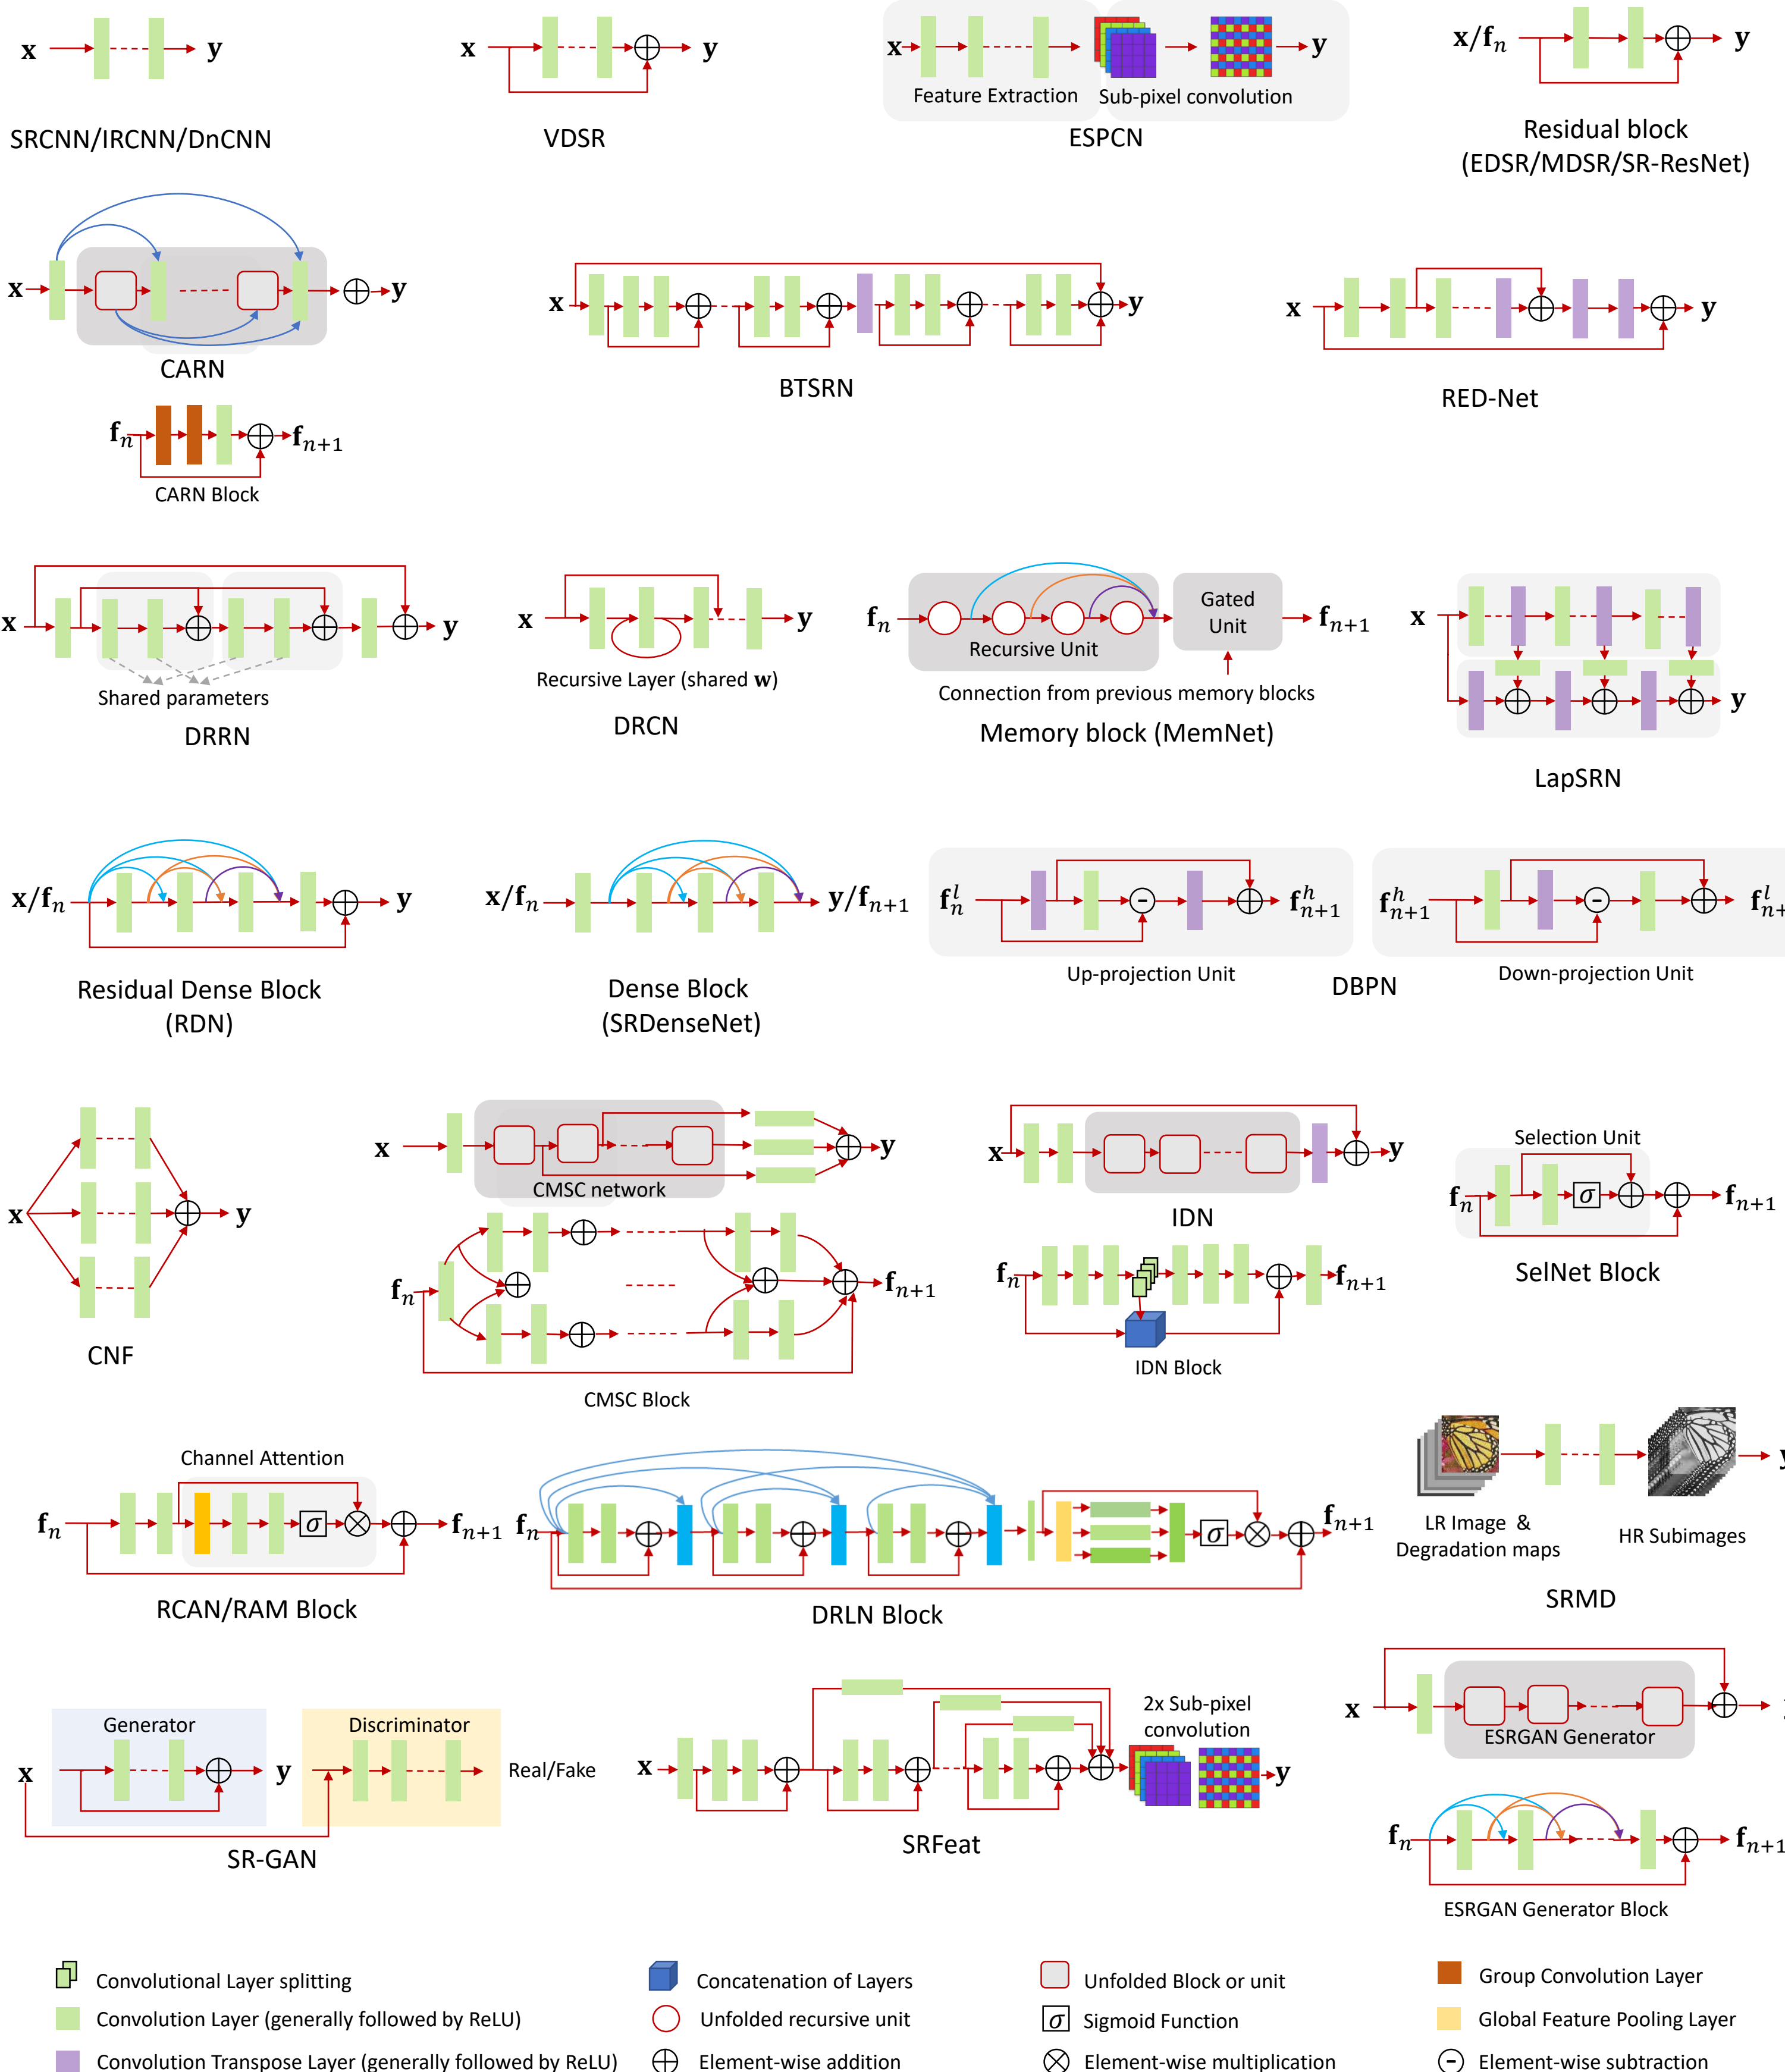 x y
SRCNN/IRCNN/DnCNN
x y
VDSR
x y
Feature Extraction Sub-pixel convolution
ESPCN
x/fn y
Residual block
(EDSR/MDSR/SR-ResNet)
x y
CARN
fn fn+1
CARN Block
x y
BTSRN
x y
RED-Net
x y
Shared parameters
DRRN
x y
Recursive Layer (shared w)
DRCN
fn Gated fn+1
Unit
Recursive Unit
Connection from previous memory blocks
Memory block (MemNet)
x y
LapSRN
x/fn y
Residual Dense Block
(RDN)
x/fn y/fn+1
Dense Block
(SRDenseNet)
f^l_n - f^h_n+1
Up-projection Unit
f^h_n+1 - f^l_n+
Down-projection Unit
DBPN
x y
CNF
x y
CMSC network
fn fn+1
CMSC Block
x y
IDN
fn fn+1
IDN Block
Selection Unit
fn σ fn+1
SelNet Block
Channel Attention
fn σ fn+1
RCAN/RAM Block
fn σ fn+1
DRLN Block
LR Image &
Degradation maps
HR Subimages
SRMD
Generator Discriminator
x y Real/Fake
SR-GAN
2x Sub-pixel
convolution
x y
SRFeat
x
ESRGAN Generator
fn fn+1
ESRGAN Generator Block
Convolutional Layer splitting
Concatenation of Layers
Unfolded Block or unit
Group Convolution Layer
Convolution Layer (generally followed by ReLU)
Unfolded recursive unit
σ Sigmoid Function
Global Feature Pooling Layer
Convolution Transpose Layer (generally followed by ReLU)
Element-wise addition
Element-wise multiplication
- Element-wise subtraction